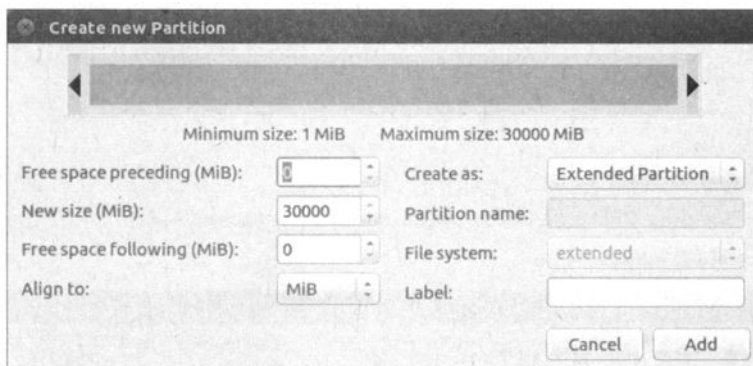 Create new Partition
Minimum size: 1 MiB Maximum size: 30000 MiB
Free space preceding (MiB): 0 Create as: Extended Partition
New size (MiB): 30000 Partition name:
Free space following (MiB): 0 File system: extended
Align to: MiB Label:
Cancel Add